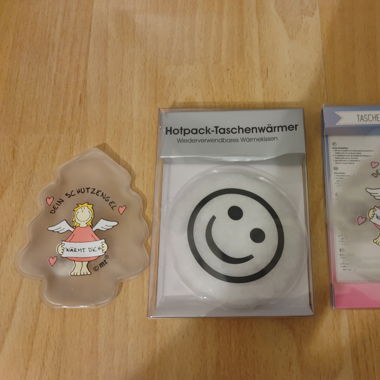 Hotpack-Taschenwärmer
Wiederverwendbares Wärmekissen
DEIN SCHUTZENGEL
WÄRMT DICH
TASCHE